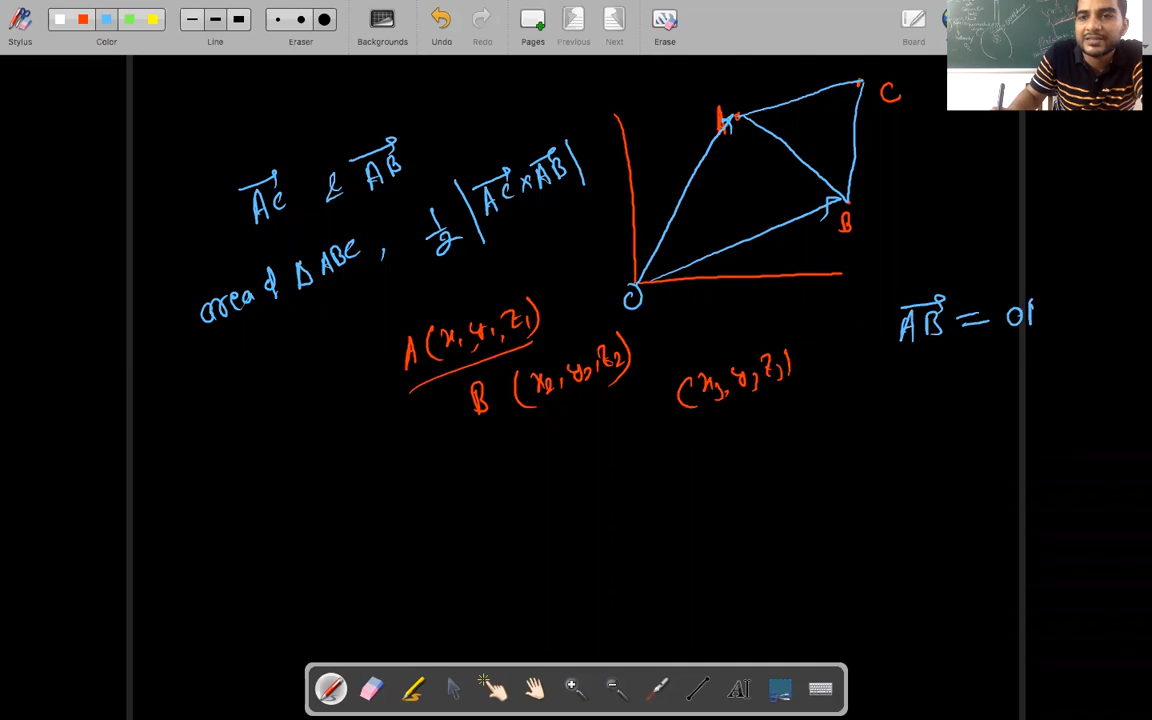 Stylus Color Line Eraser Backgrounds Undo Redo Pages Previous Next Erase Board
A C
B
O
AC & AB
area of ΔABC, 1/2 |AC × AB|
A (x1, y1, z1)
B (x2, y2, z2) (x3, y3, z3)
AB =